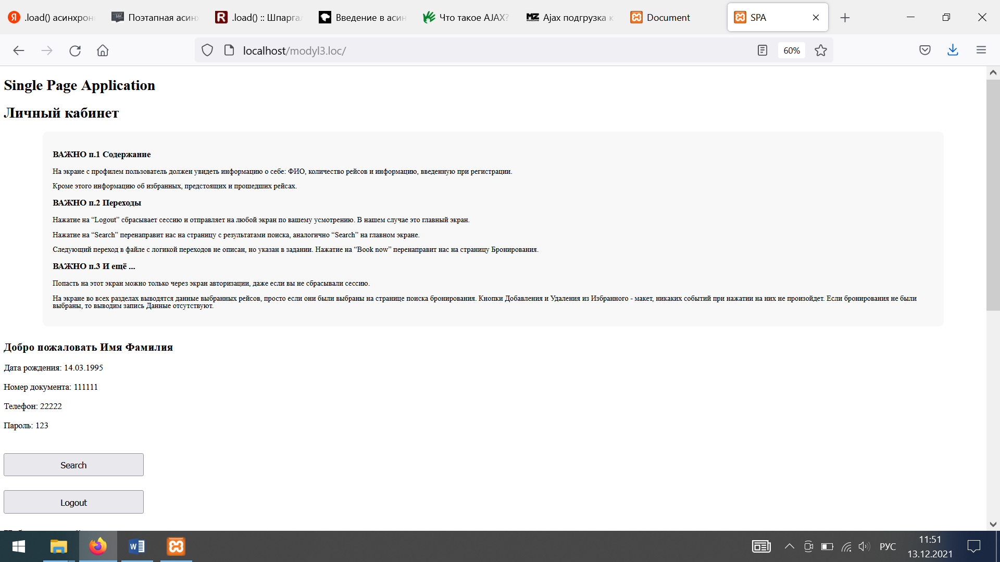 .load() асинхрон
Поэтапная асин
.load() :: Шпарга
Введение в асин
Что такое AJAX?
Ajax подгрузка к
Document
SPA
localhost/modyl3.loc/
60%
Single Page Application
Личный кабинет
ВАЖНО п.1 Содержание
На экране с профилем пользователь должен увидеть информацию о себе: ФИО, количество рейсов и информацию, введенную при регистрации.
Кроме этого информацию об избранных, предстоящих и прошедших рейсах.
ВАЖНО п.2 Переходы
Нажатие на “Logout” сбрасывает сессию и отправляет на любой экран по вашему усмотрению. В нашем случае это главный экран.
Нажатие на “Search” перенаправит нас на страницу с результатами поиска, аналогично “Search” на главном экране.
Следующий переход в файле с логикой переходов не описан, но указан в задании. Нажатие на “Book now” перенаправит нас на страницу Бронирования.
ВАЖНО п.3 И ещё ...
Попасть на этот экран можно только через экран авторизации, даже если вы не сбрасывали сессию.
На экране во всех разделах выводятся данные выбранных рейсов, просто если они были выбраны на странице поиска бронирования. Кнопки Добавления и Удаления из Избранного - макет, никаких событий при нажатии на них не произойдет. Если бронирования не были
выбраны, то выводим запись Данные отсутствуют.
Добро пожаловать Имя Фамилия
Дата рождения: 14.03.1995
Номер документа: 111111
Телефон: 22222
Пароль: 123
Search
Logout
РУС
11:51
13.12.2021